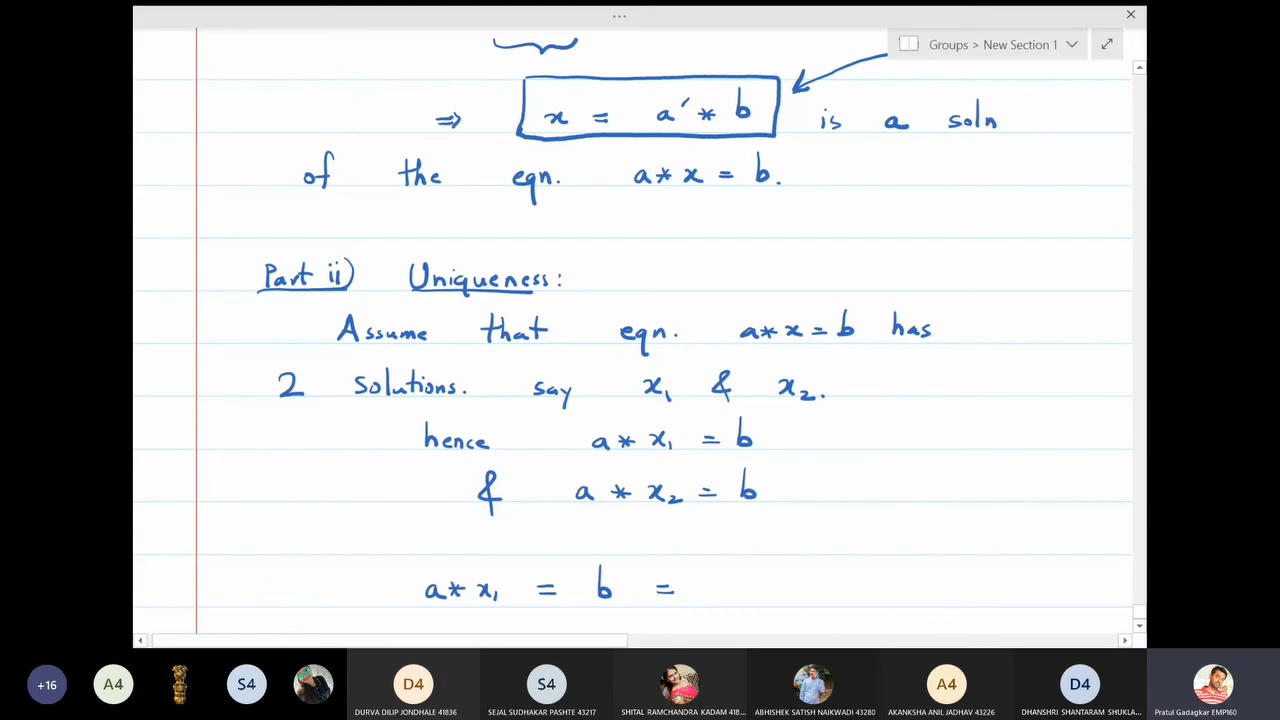 Groups > New Section 1
⇒ x = a' * b is a soln
of the eqn. a * x = b.
Part ii) Uniqueness:
Assume that eqn. a * x = b has
2 solutions. say x₁ & x₂.
hence a * x₁ = b
& a * x₂ = b
a * x₁ = b =
+16 A4 S4 D4 S4 A4 D4
DURVA DILIP JONDHALE 41836 SEJAL SUDHAKAR PASHTE 43217 SHITAL RAMCHANDRA KADAM 418... ABHISHEK SATISH NAIKWADI 43280 AKANKSHA ANIL JADHAV 43226 DHANSHRI SHANTARAM SHUKLA... Pratul Gadagkar EMP160